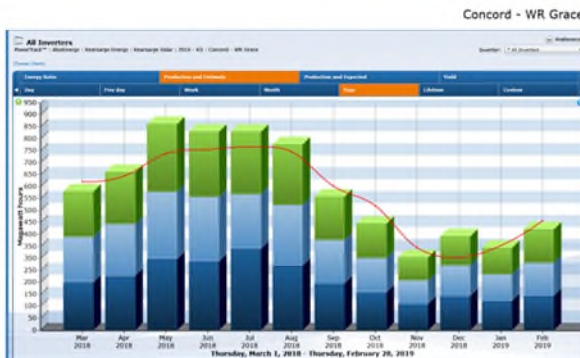 Concord - WR Grace
All Inverters
Inverter: * All Inverters
Energy Ratio Production and Estimate Production and Expected Yield
Day Five day Week Month Year Lifetime Custom
Megawatt hours
950
900
850
800
750
700
650
600
550
500
450
400
350
300
250
200
150
100
50
0
Mar Apr May Jun Jul Aug Sep Oct Nov Dec Jan Feb
2018 2018 2018 2018 2018 2018 2018 2018 2018 2018 2019 2019
Thursday, March 1, 2018 - Thursday, February 28, 2019